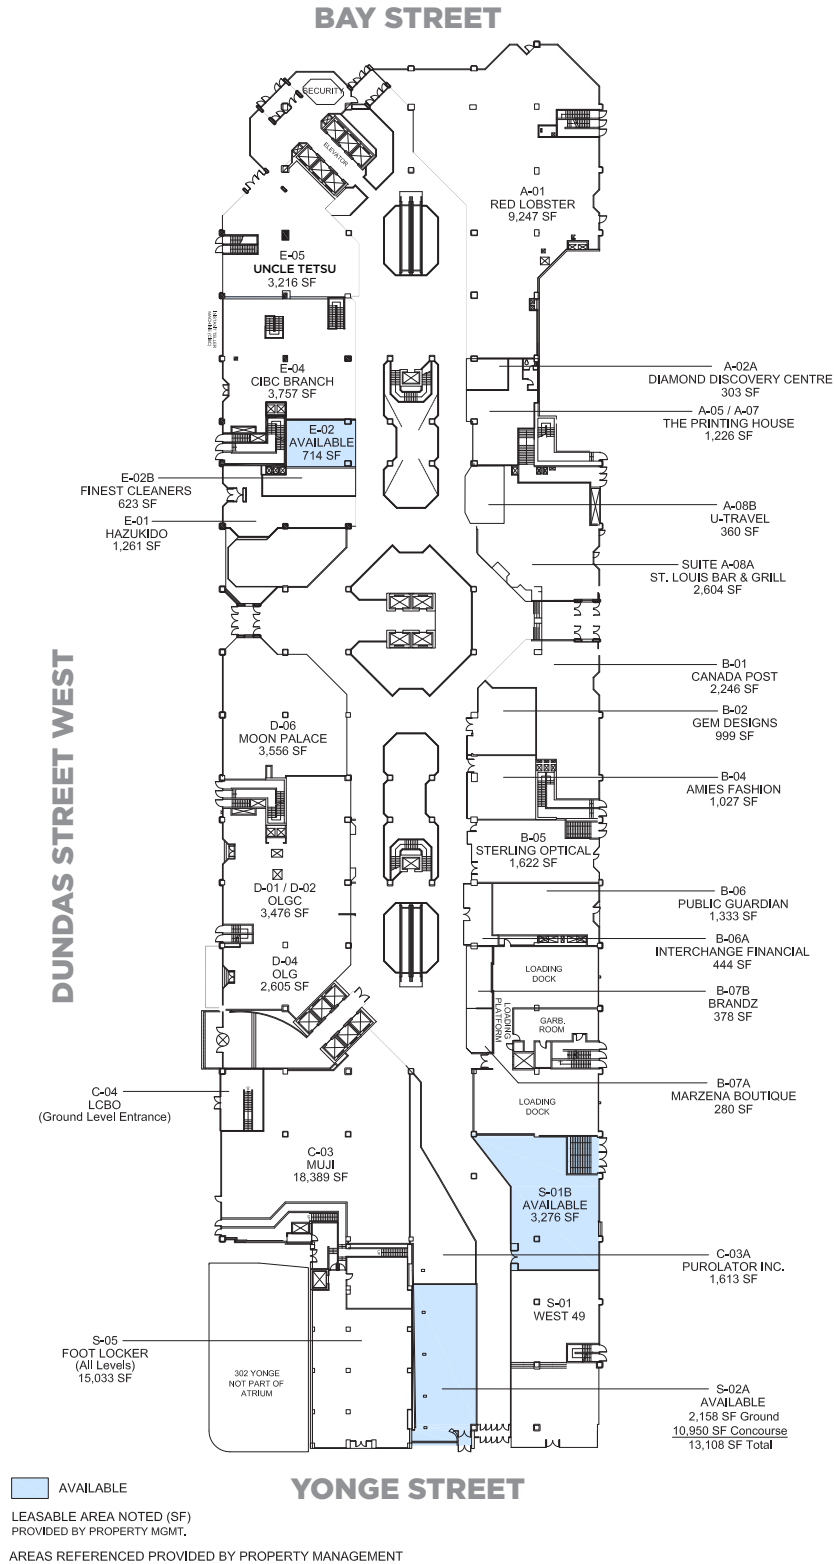 BAY STREET
SECURITY
ELEVATOR
A-01
RED LOBSTER
9,247 SF
E-05
UNCLE TETSU
3,216 SF
E-04
CIBC BRANCH
3,757 SF
A-02A
DIAMOND DISCOVERY CENTRE
303 SF
A-05 / A-07
THE PRINTING HOUSE
1,226 SF
E-02
AVAILABLE
714 SF
E-02B
FINEST CLEANERS
623 SF
E-01
HAZUKIDO
1,261 SF
A-08B
U-TRAVEL
360 SF
SUITE A-08A
ST. LOUIS BAR & GRILL
2,604 SF
DUNDAS STREET WEST
B-01
CANADA POST
2,246 SF
B-02
GEM DESIGNS
999 SF
D-06
MOON PALACE
3,556 SF
B-04
AMIES FASHION
1,027 SF
B-05
STERLING OPTICAL
1,622 SF
D-01 / D-02
OLGC
3,476 SF
B-06
PUBLIC GUARDIAN
1,333 SF
B-06A
INTERCHANGE FINANCIAL
444 SF
D-04
OLG
2,605 SF
LOADING
DOCK
B-07B
BRANDZ
378 SF
LOADING
PLATFORM
GARB.
ROOM
B-07A
MARZENA BOUTIQUE
280 SF
C-04
LCBO
(Ground Level Entrance)
LOADING
DOCK
C-03
MUJI
18,389 SF
S-01B
AVAILABLE
3,276 SF
C-03A
PUROLATOR INC.
1,613 SF
S-01
WEST 49
S-05
FOOT LOCKER
(All Levels)
15,033 SF
302 YONGE
NOT PART OF
ATRIUM
S-02A
AVAILABLE
2,158 SF Ground
10,950 SF Concourse
13,108 SF Total
YONGE STREET
AVAILABLE
LEASABLE AREA NOTED (SF)
PROVIDED BY PROPERTY MGMT.
AREAS REFERENCED PROVIDED BY PROPERTY MANAGEMENT